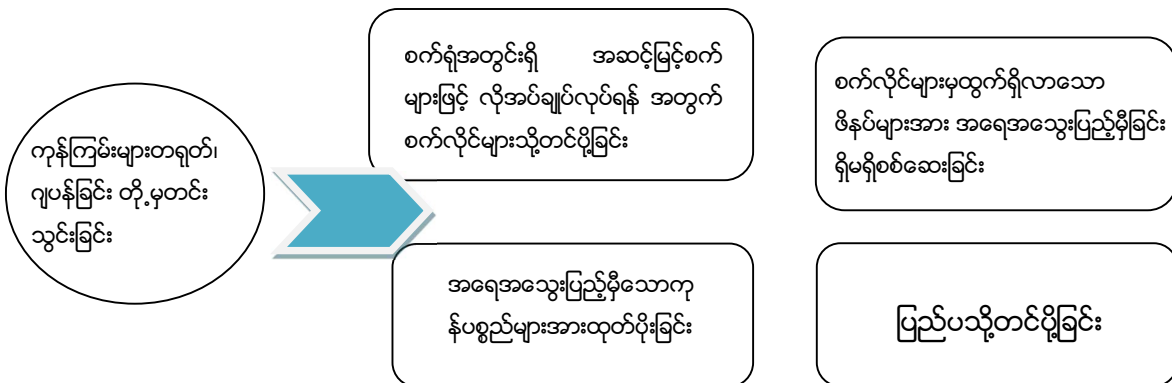 ကုန်ကြမ်းများတရုတ်၊
ဂျပန်ခြင်း တို့မှတင်း
သွင်းခြင်း
စက်ရုံအတွင်းရှိ အဆင့်မြင့်စက်
များဖြင့် လိုအပ်ချုပ်လုပ်ရန် အတွက်
စက်လိုင်များသို့တင်ပို့ခြင်း
စက်လိုင်များမှထွက်ရှိလာသော
ဖိနပ်များအား အရေအသွေးပြည့်မှီခြင်း
ရှိမရှိစစ်ဆေးခြင်း
အရေအသွေးပြည့်မှီသောကု
န်ပစ္စည်များအားထုတ်ပိုးခြင်း
ပြည်ပသို့တင်ပို့ခြင်း